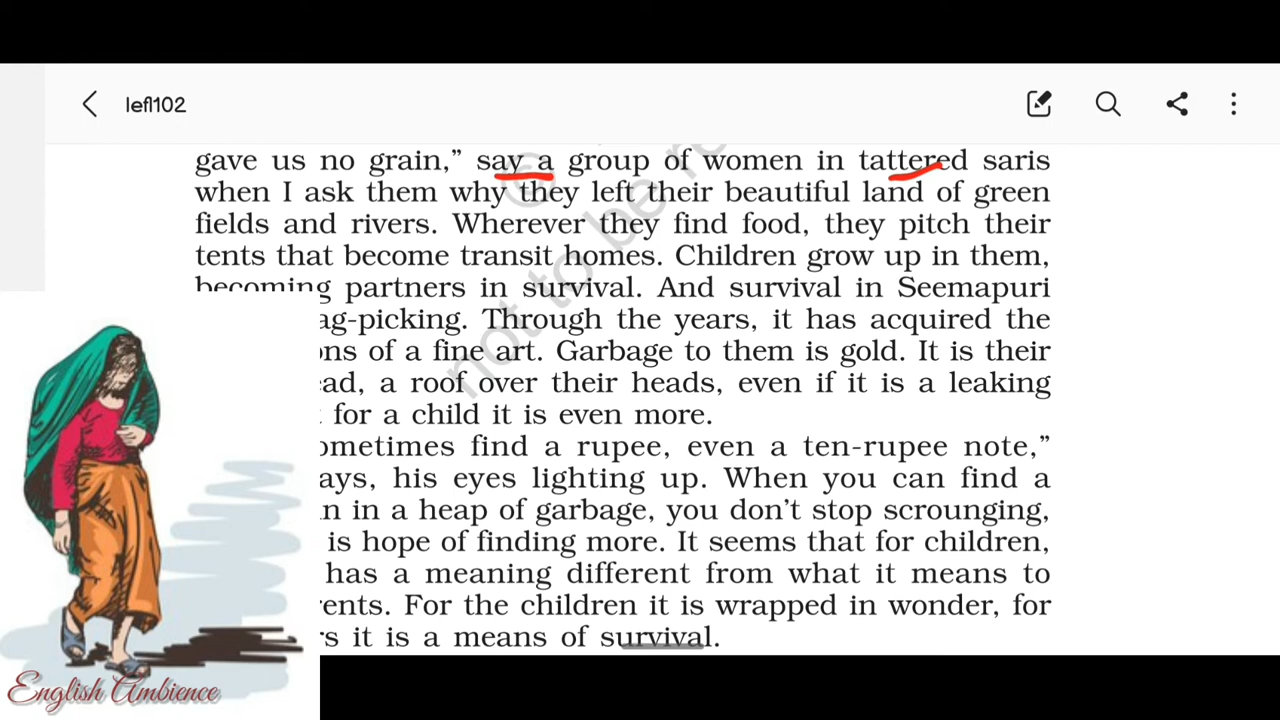 lefl102
gave us no grain,” say a group of women in tattered saris
when I ask them why they left their beautiful land of green
fields and rivers. Wherever they find food, they pitch their
tents that become transit homes. Children grow up in them,
becoming partners in survival. And survival in Seemapuri
ag-picking. Through the years, it has acquired the
ons of a fine art. Garbage to them is gold. It is their
ead, a roof over their heads, even if it is a leaking
for a child it is even more.
ometimes find a rupee, even a ten-rupee note,”
ays, his eyes lighting up. When you can find a
n in a heap of garbage, you don’t stop scrounging,
is hope of finding more. It seems that for children,
has a meaning different from what it means to
rents. For the children it is wrapped in wonder, for
rs it is a means of survival.
English Ambience
© not to be re